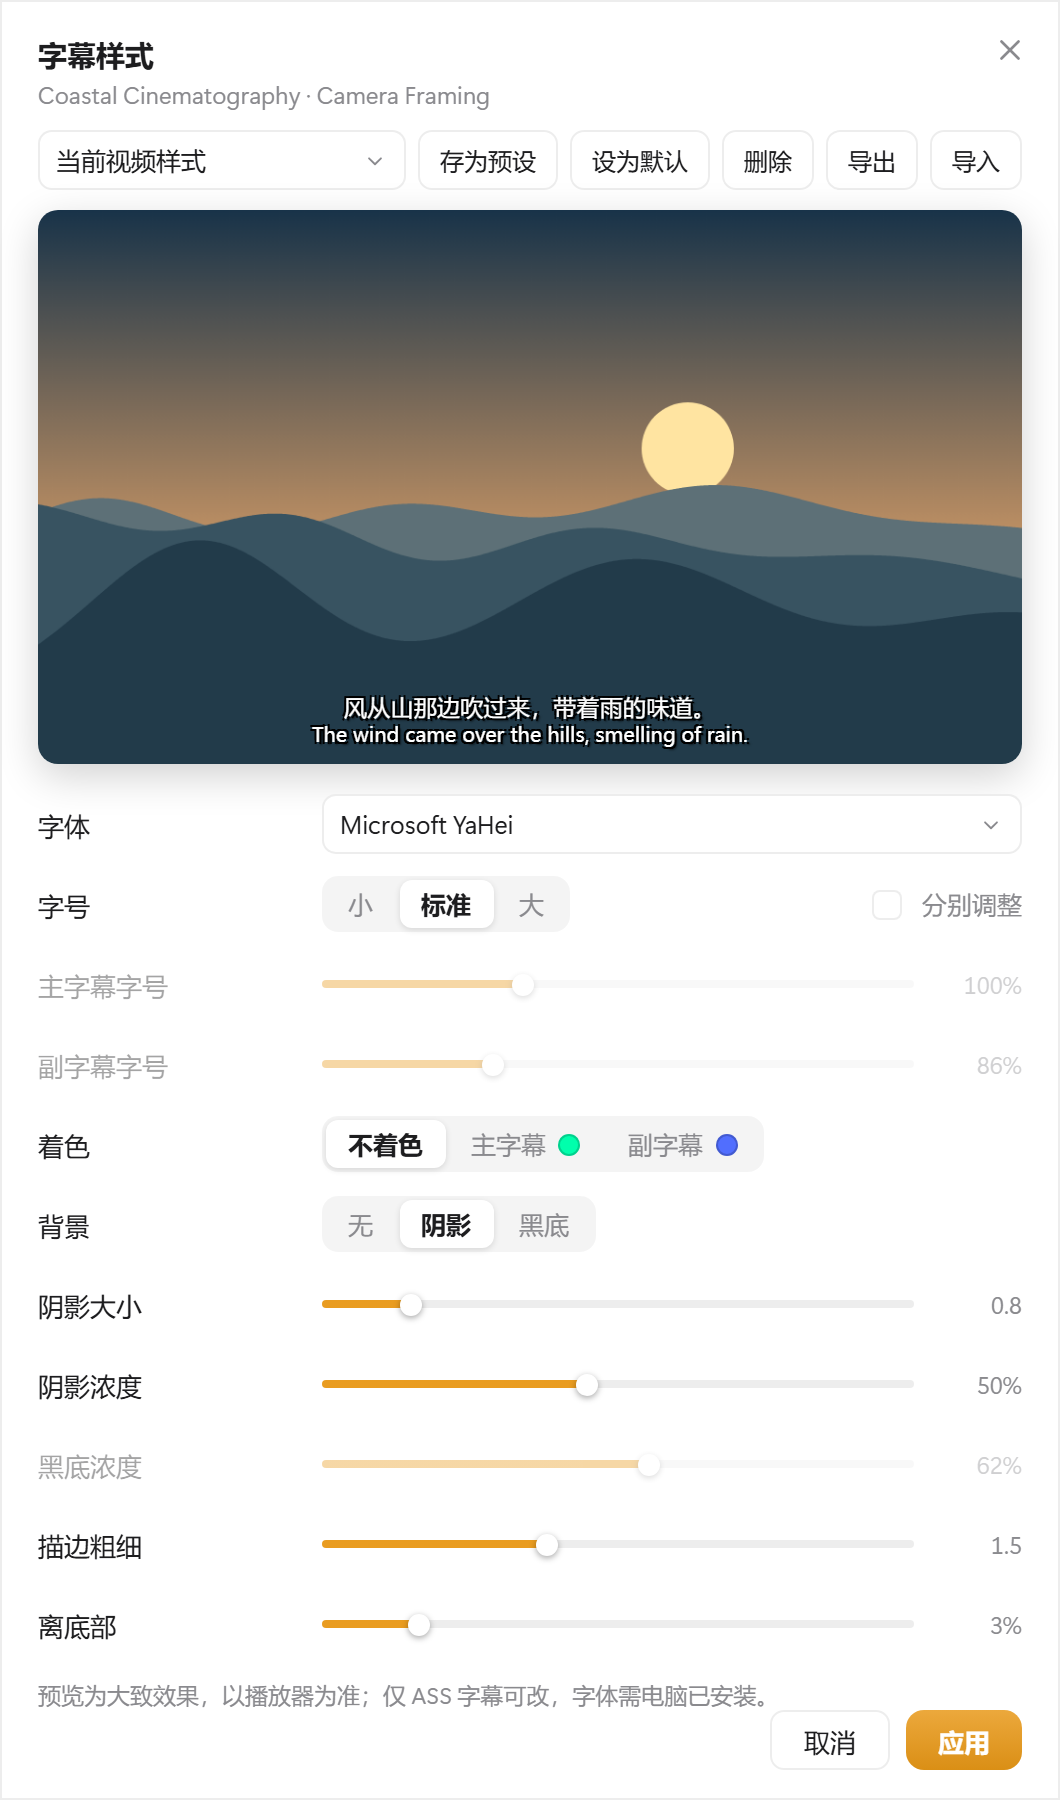 字幕样式
Coastal Cinematography · Camera Framing
当前视频样式 存为预设 设为默认 删除 导出 导入
风从山那边吹过来，带着雨的味道。
The wind came over the hills, smelling of rain.
字体 Microsoft YaHei
字号 小 标准 大 分别调整
主字幕字号 100%
副字幕字号 86%
着色 不着色 主字幕 副字幕
背景 无 阴影 黑底
阴影大小 0.8
阴影浓度 50%
黑底浓度 62%
描边粗细 1.5
离底部 3%
预览为大致效果，以播放器为准；仅 ASS 字幕可改，字体需电脑已安装。
取消 应用